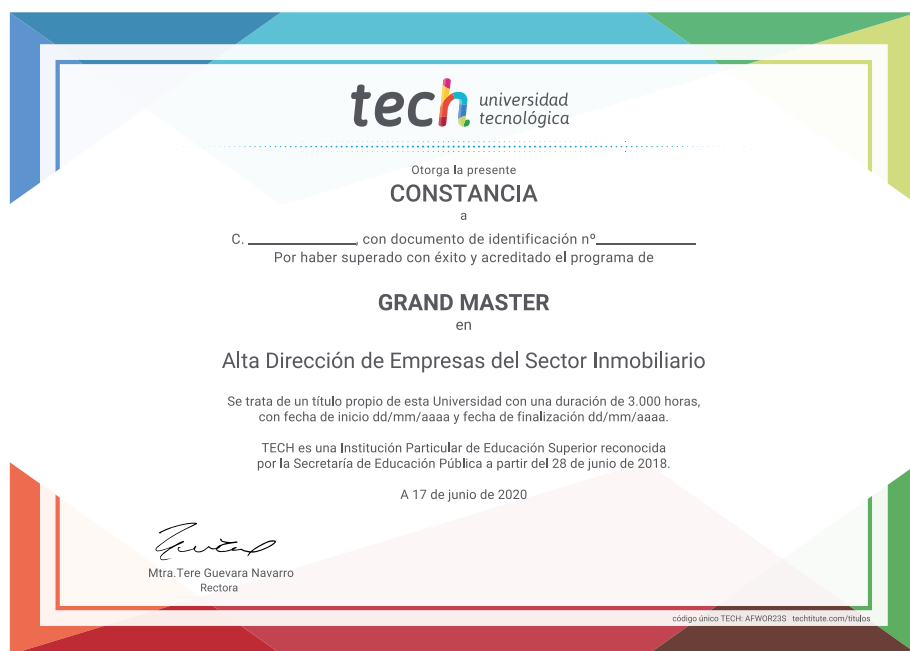 tech universidad
tecnológica
Otorga la presente
CONSTANCIA
a
C. ____________, con documento de identificación nº___________
Por haber superado con éxito y acreditado el programa de
GRAND MASTER
en
Alta Dirección de Empresas del Sector Inmobiliario
Se trata de un título propio de esta Universidad con una duración de 3.000 horas,
con fecha de inicio dd/mm/aaaa y fecha de finalización dd/mm/aaaa.
TECH es una Institución Particular de Educación Superior reconocida
por la Secretaría de Educación Pública a partir del 28 de junio de 2018.
A 17 de junio de 2020
Mtra.Tere Guevara Navarro
Rectora
código único TECH: AFWOR23S techtitute.com/titulos